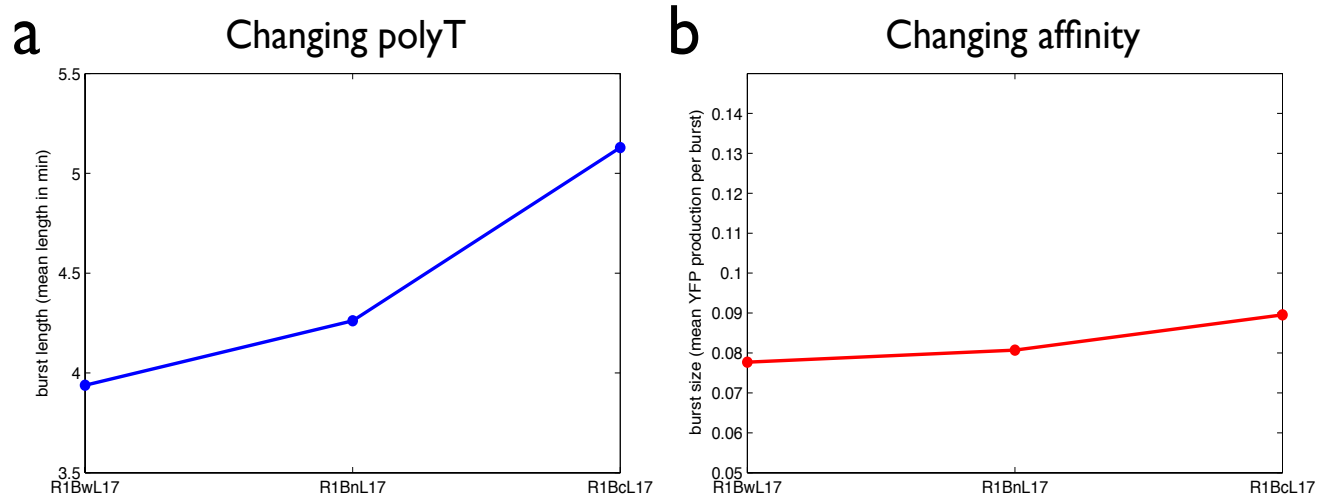 a
Changing polyT
burst length (mean length in min)
5.5
5
4.5
4
3.5
R1BwL17
R1BnL17
R1BcL17
b
Changing affinity
burst size (mean YFP production per burst)
0.14
0.13
0.12
0.11
0.1
0.09
0.08
0.07
0.06
0.05
R1BwL17
R1BnL17
R1BcL17